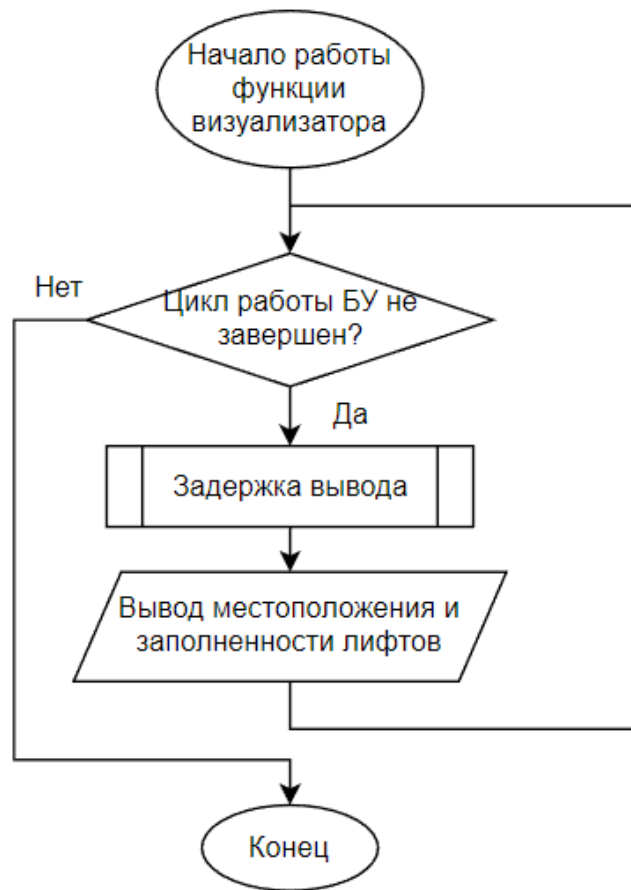 Начало работы
функции
визуализатора
Нет
Цикл работы БУ не
завершен?
Да
Задержка вывода
Вывод местоположения и
заполненности лифтов
Конец